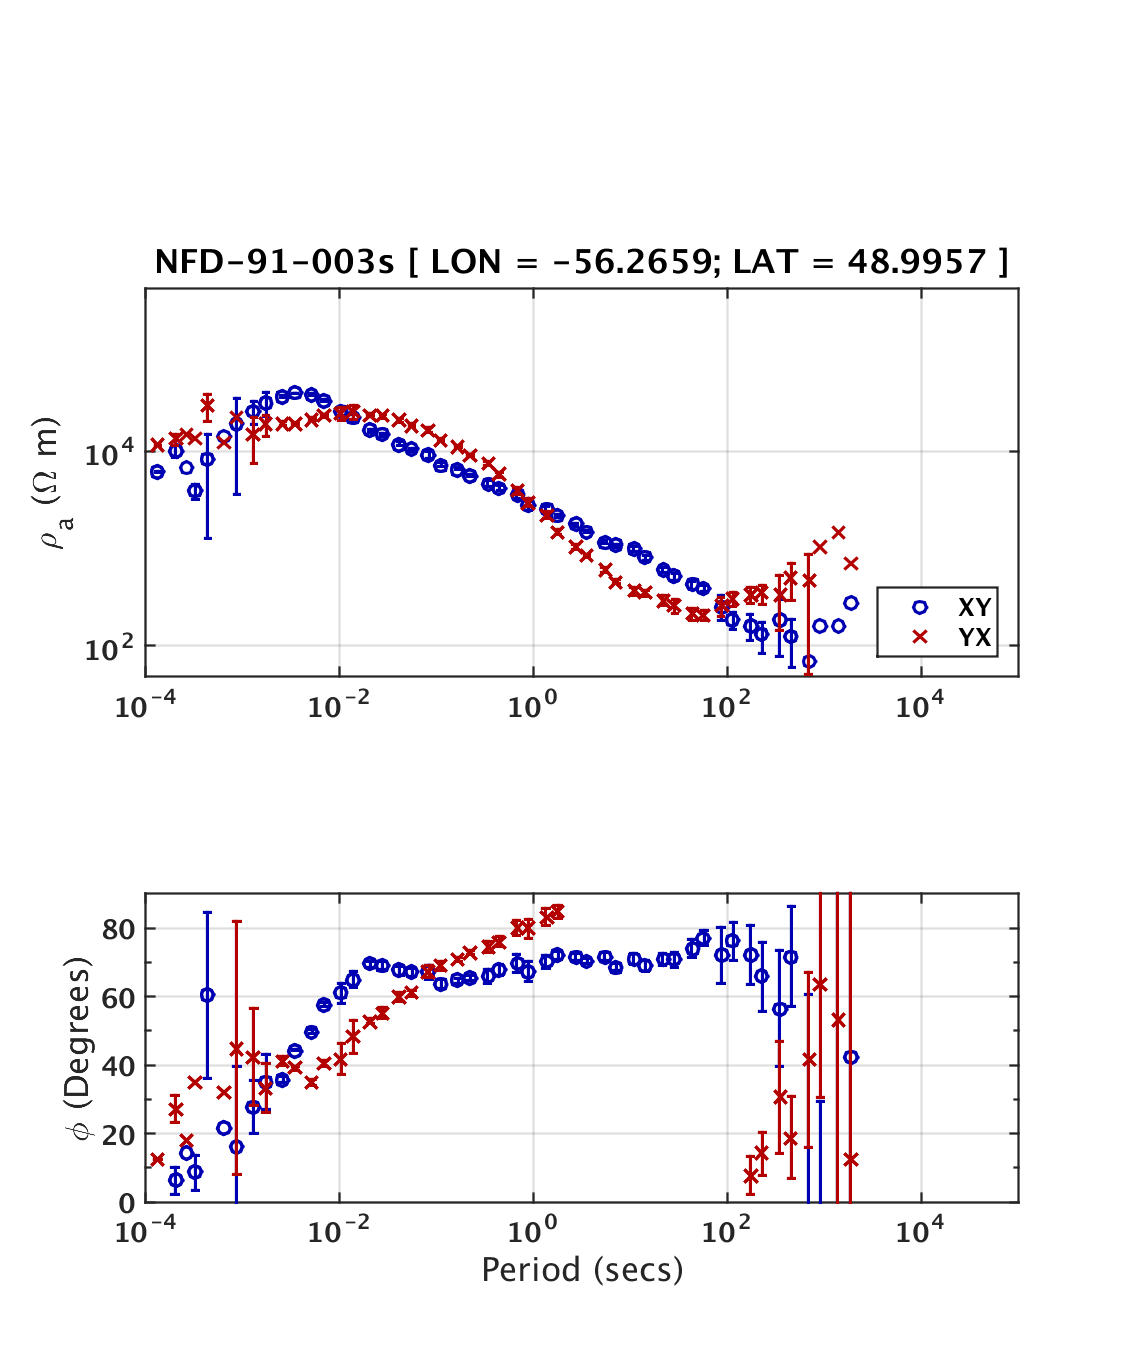 NFD-91-003s [ LON = -56.2659; LAT = 48.9957 ]
ρa (Ω m)
10^4
10^2
XY
YX
10^-4 10^-2 10^0 10^2 10^4
ϕ (Degrees)
80
60
40
20
0
10^-4 10^-2 10^0 10^2 10^4
Period (secs)